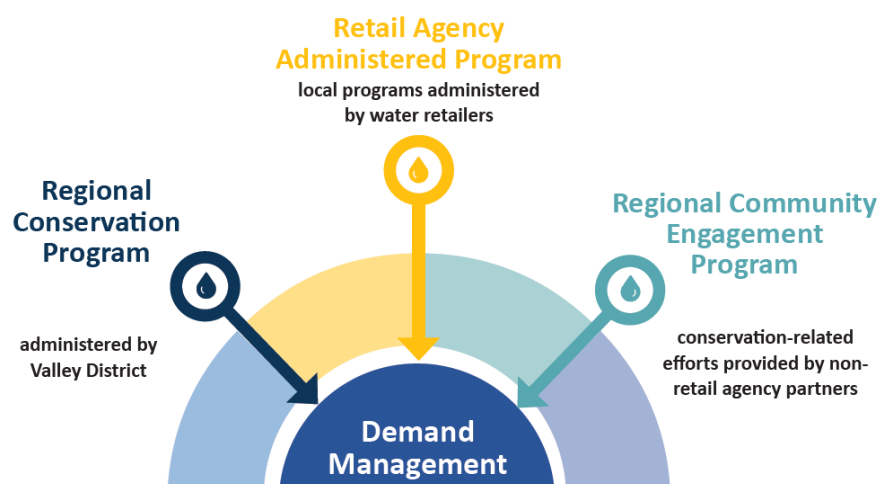 Retail Agency
Administered Program
local programs administered
by water retailers
Regional
Conservation
Program
administered by
Valley District
Regional Community
Engagement
Program
conservation-related
efforts provided by non-
retail agency partners
Demand
Management